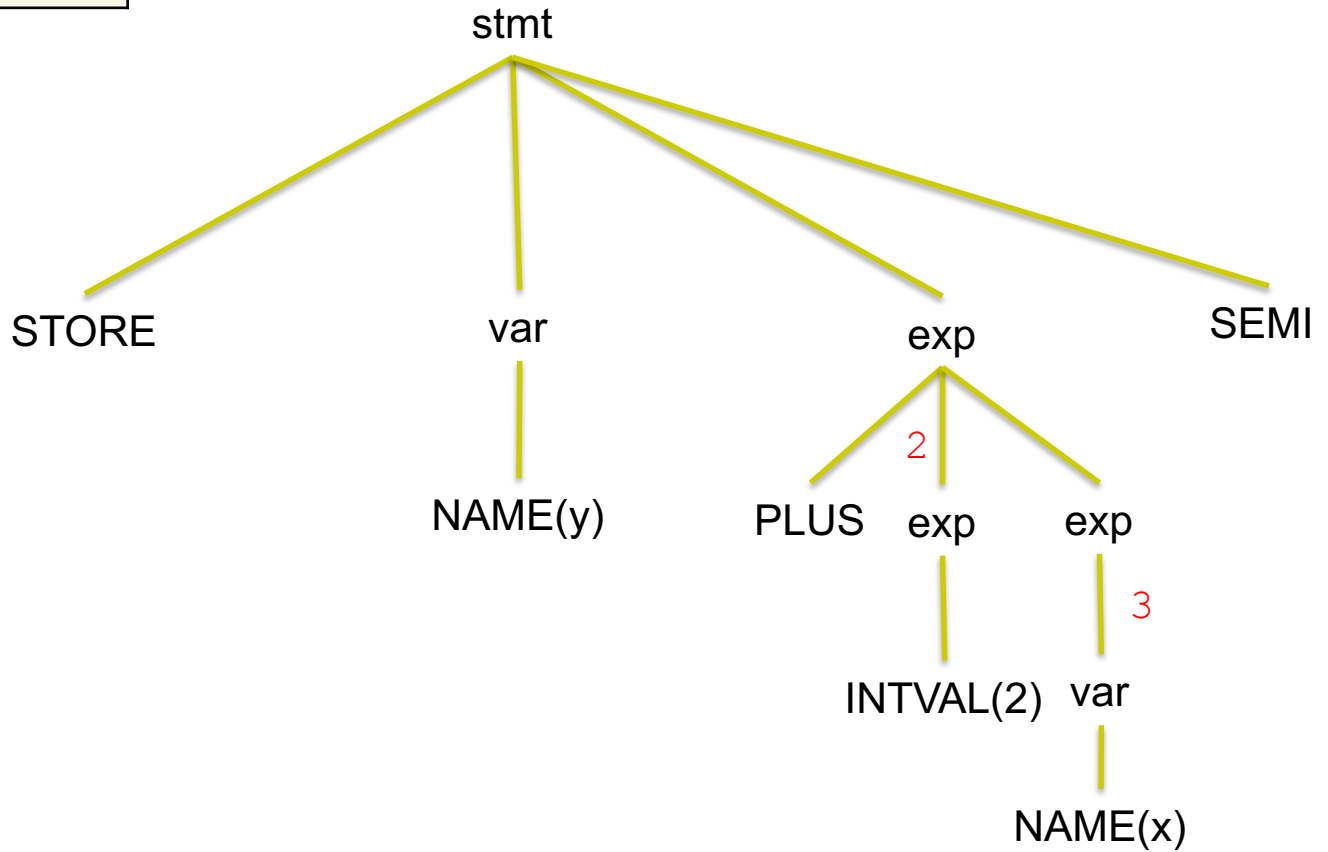 stmt
STORE
var
exp
SEMI
2
NAME(y)
PLUS
exp
exp
3
INTVAL(2)
var
NAME(x)